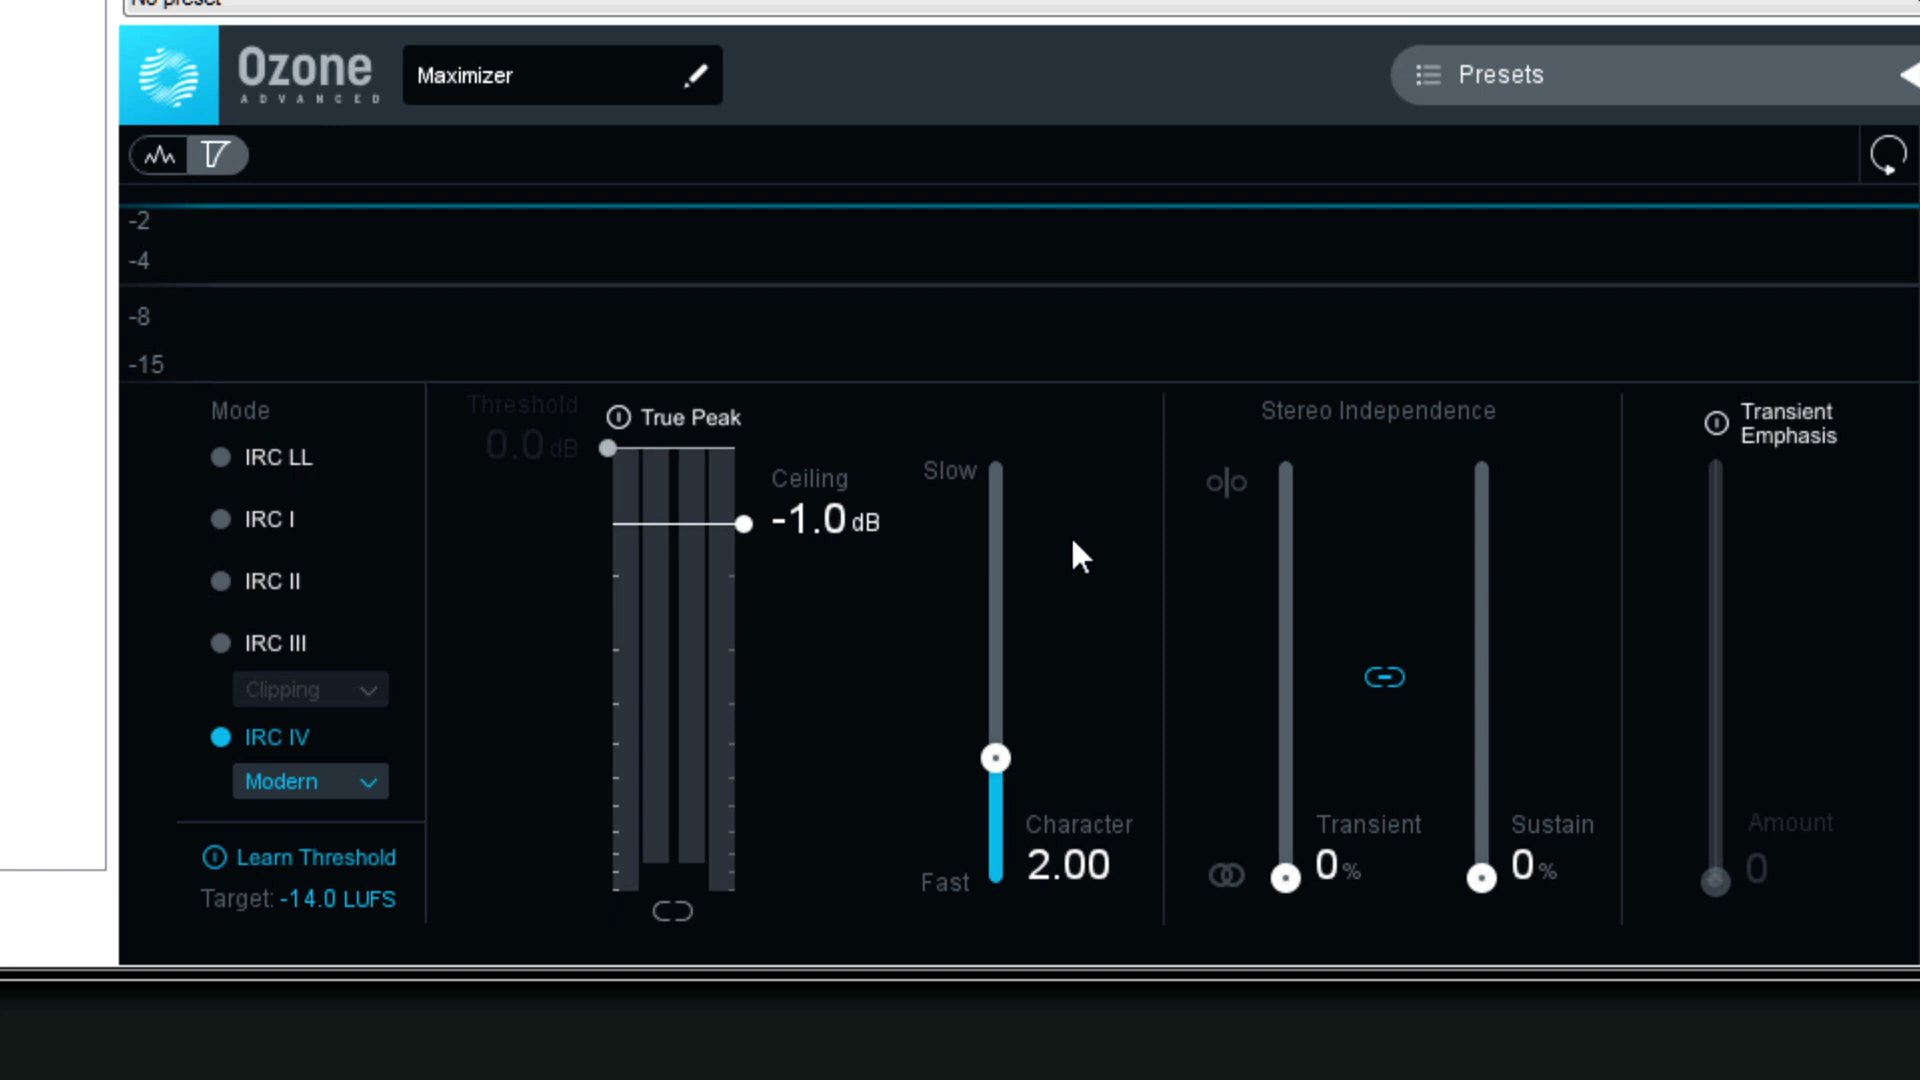 No preset
Ozone
ADVANCED
Maximizer
Presets
-2
-4
-8
-15
Mode
IRC LL
IRC I
IRC II
IRC III
Clipping
IRC IV
Modern
Learn Threshold
Target: -14.0 LUFS
Threshold
0.0 dB
True Peak
Ceiling
-1.0 dB
Slow
Fast
Character
2.00
Stereo Independence
Transient
0 %
Sustain
0 %
Transient
Emphasis
Amount
0